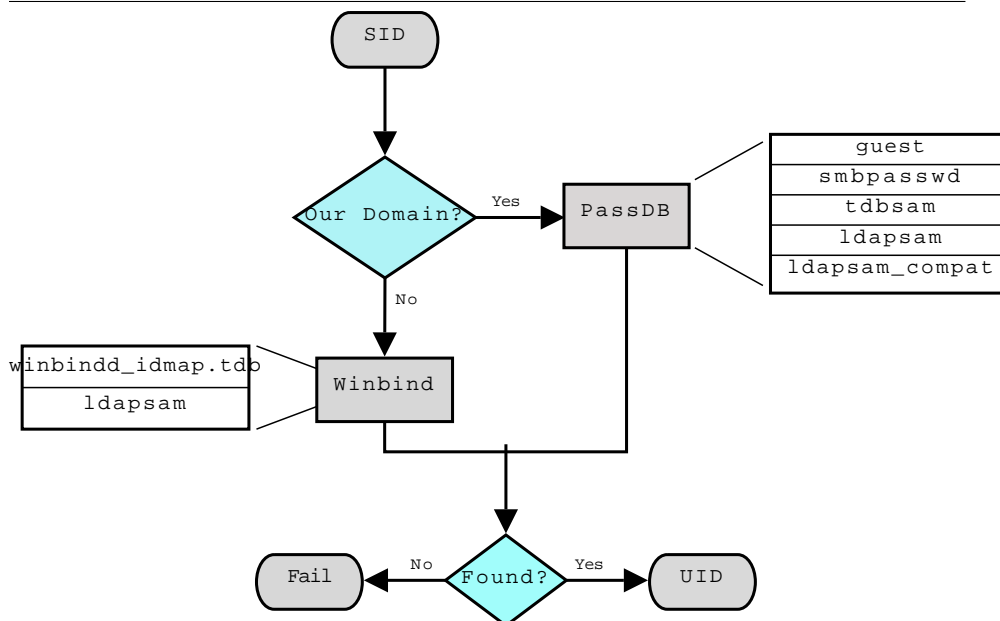 SID
Our Domain?
Yes
PassDB
guest
smbpasswd
tdbsam
ldapsam
ldapsam_compat
No
winbindd_idmap.tdb
ldapsam
Winbind
Fail
No
Found?
Yes
UID